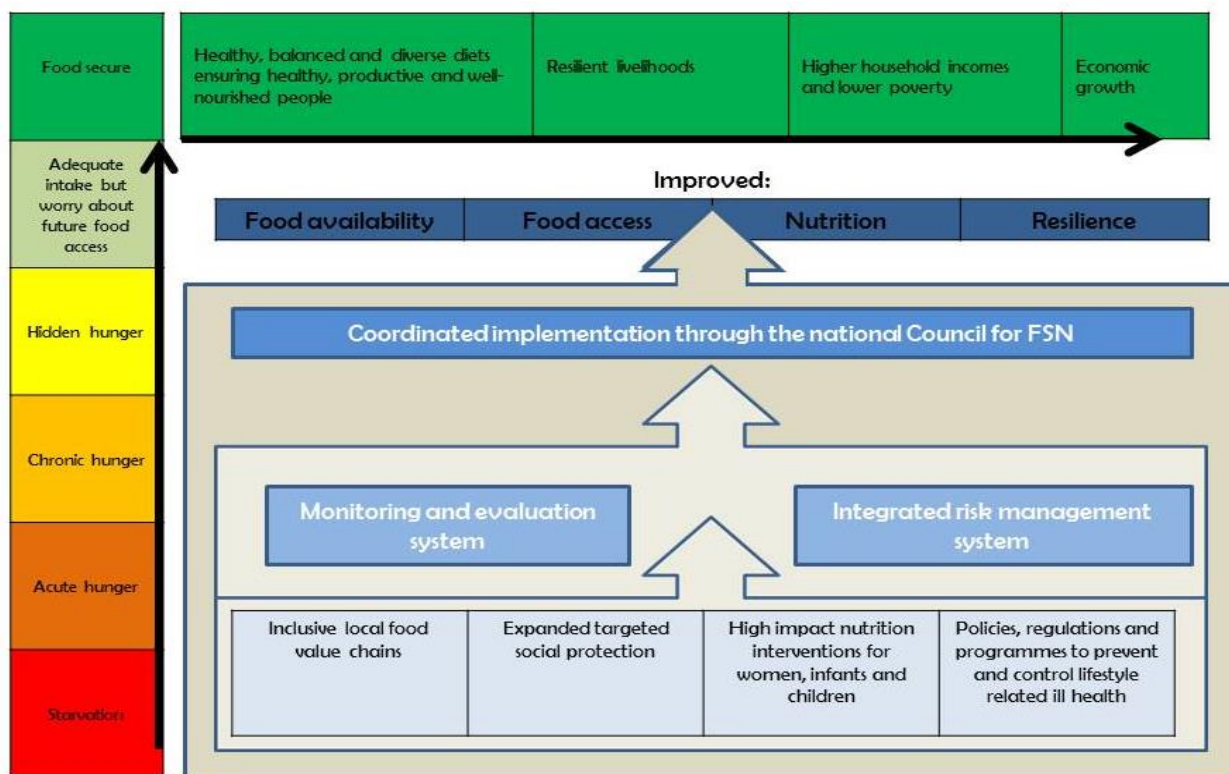 Food secure
Healthy, balanced and diverse diets
ensuring healthy, productive and well-
nourished people
Resilient livelihoods
Higher household incomes
and lower poverty
Economic
growth
Adequate
intake but
worry about
future food
access
Improved:
Food availability
Food access
Nutrition
Resilience
Hidden hunger
Coordinated implementation through the national Council for FSN
Chronic hunger
Monitoring and evaluation
system
Integrated risk management
system
Acute hunger
Inclusive local food
value chains
Expanded targeted
social protection
High impact nutrition
interventions for
women, infants and
children
Policies, regulations and
programmes to prevent
and control lifestyle
related ill health
Starvation